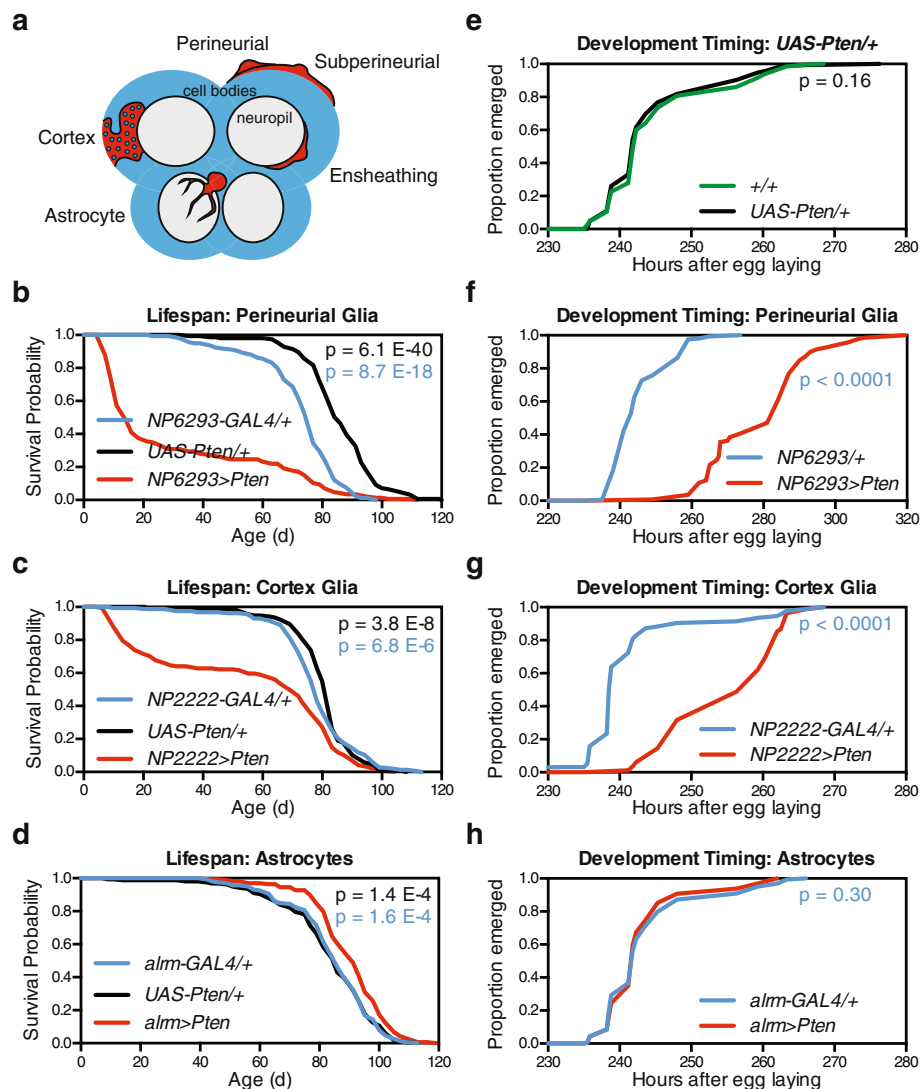 a
Perineurial
Subperineurial
cell bodies
neuropil
Cortex
Ensheathing
Astrocyte
b
Lifespan: Perineurial Glia
Survival Probability
1.0
0.8
0.6
0.4
0.2
0.0
p = 6.1 E-40
p = 8.7 E-18
NP6293-GAL4/+
UAS-Pten/+
NP6293>Pten
0 20 40 60 80 100 120
Age (d)
c
Lifespan: Cortex Glia
Survival Probability
1.0
0.8
0.6
0.4
0.2
0.0
p = 3.8 E-8
p = 6.8 E-6
NP2222-GAL4/+
UAS-Pten/+
NP2222>Pten
0 20 40 60 80 100 120
Age (d)
d
Lifespan: Astrocytes
Survival Probability
1.0
0.8
0.6
0.4
0.2
0.0
p = 1.4 E-4
p = 1.6 E-4
alrm-GAL4/+
UAS-Pten/+
alrm>Pten
0 20 40 60 80 100 120
Age (d)
e
Development Timing: UAS-Pten/+
Proportion emerged
1.0
0.8
0.6
0.4
0.2
0.0
p = 0.16
+/+
UAS-Pten/+
230 240 250 260 270 280
Hours after egg laying
f
Development Timing: Perineurial Glia
Proportion emerged
1.0
0.8
0.6
0.4
0.2
0.0
p < 0.0001
NP6293/+
NP6293>Pten
220 240 260 280 300 320
Hours after egg laying
g
Development Timing: Cortex Glia
Proportion emerged
1.0
0.8
0.6
0.4
0.2
0.0
p < 0.0001
NP2222-GAL4/+
NP2222>Pten
230 240 250 260 270 280
Hours after egg laying
h
Development Timing: Astrocytes
Proportion emerged
1.0
0.8
0.6
0.4
0.2
0.0
p = 0.30
alrm-GAL4/+
alrm>Pten
230 240 250 260 270 280
Hours after egg laying